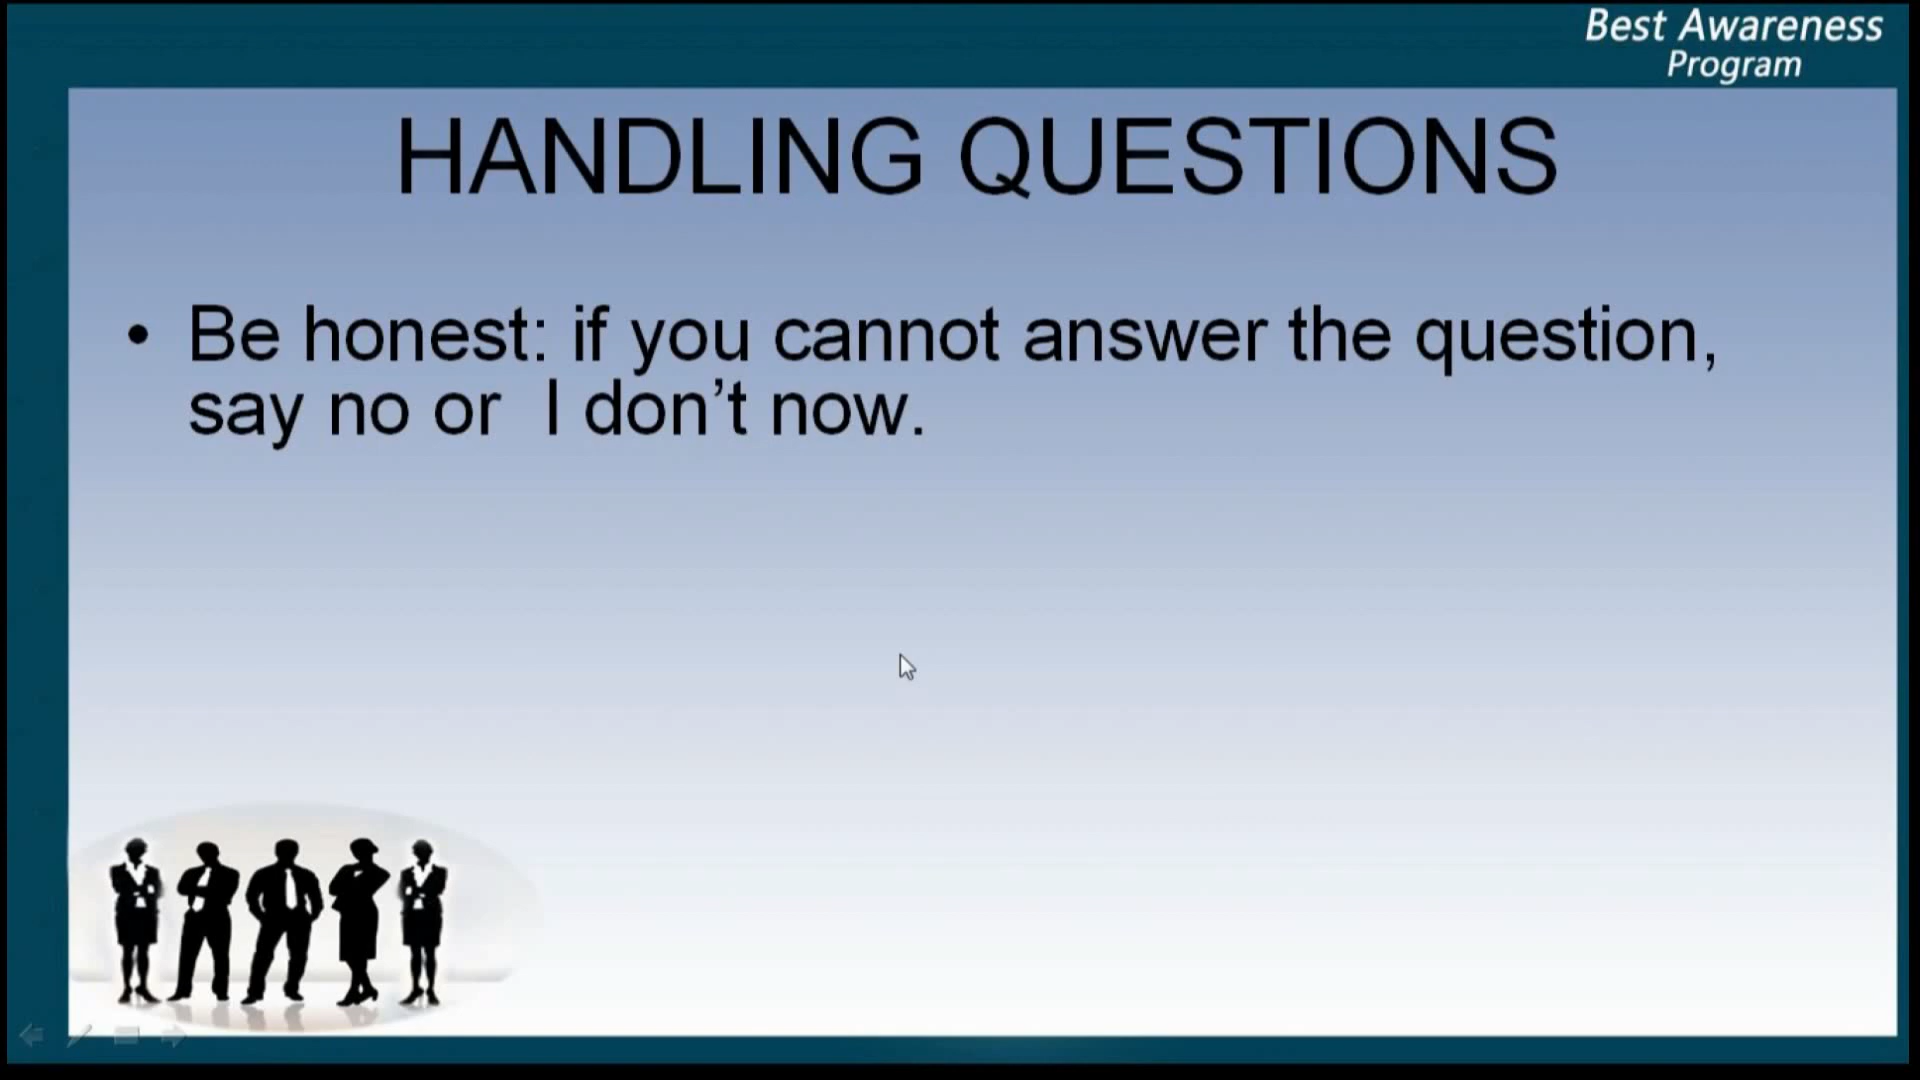 Best Awareness
Program
HANDLING QUESTIONS
• Be honest: if you cannot answer the question,
say no or  I don’t now.